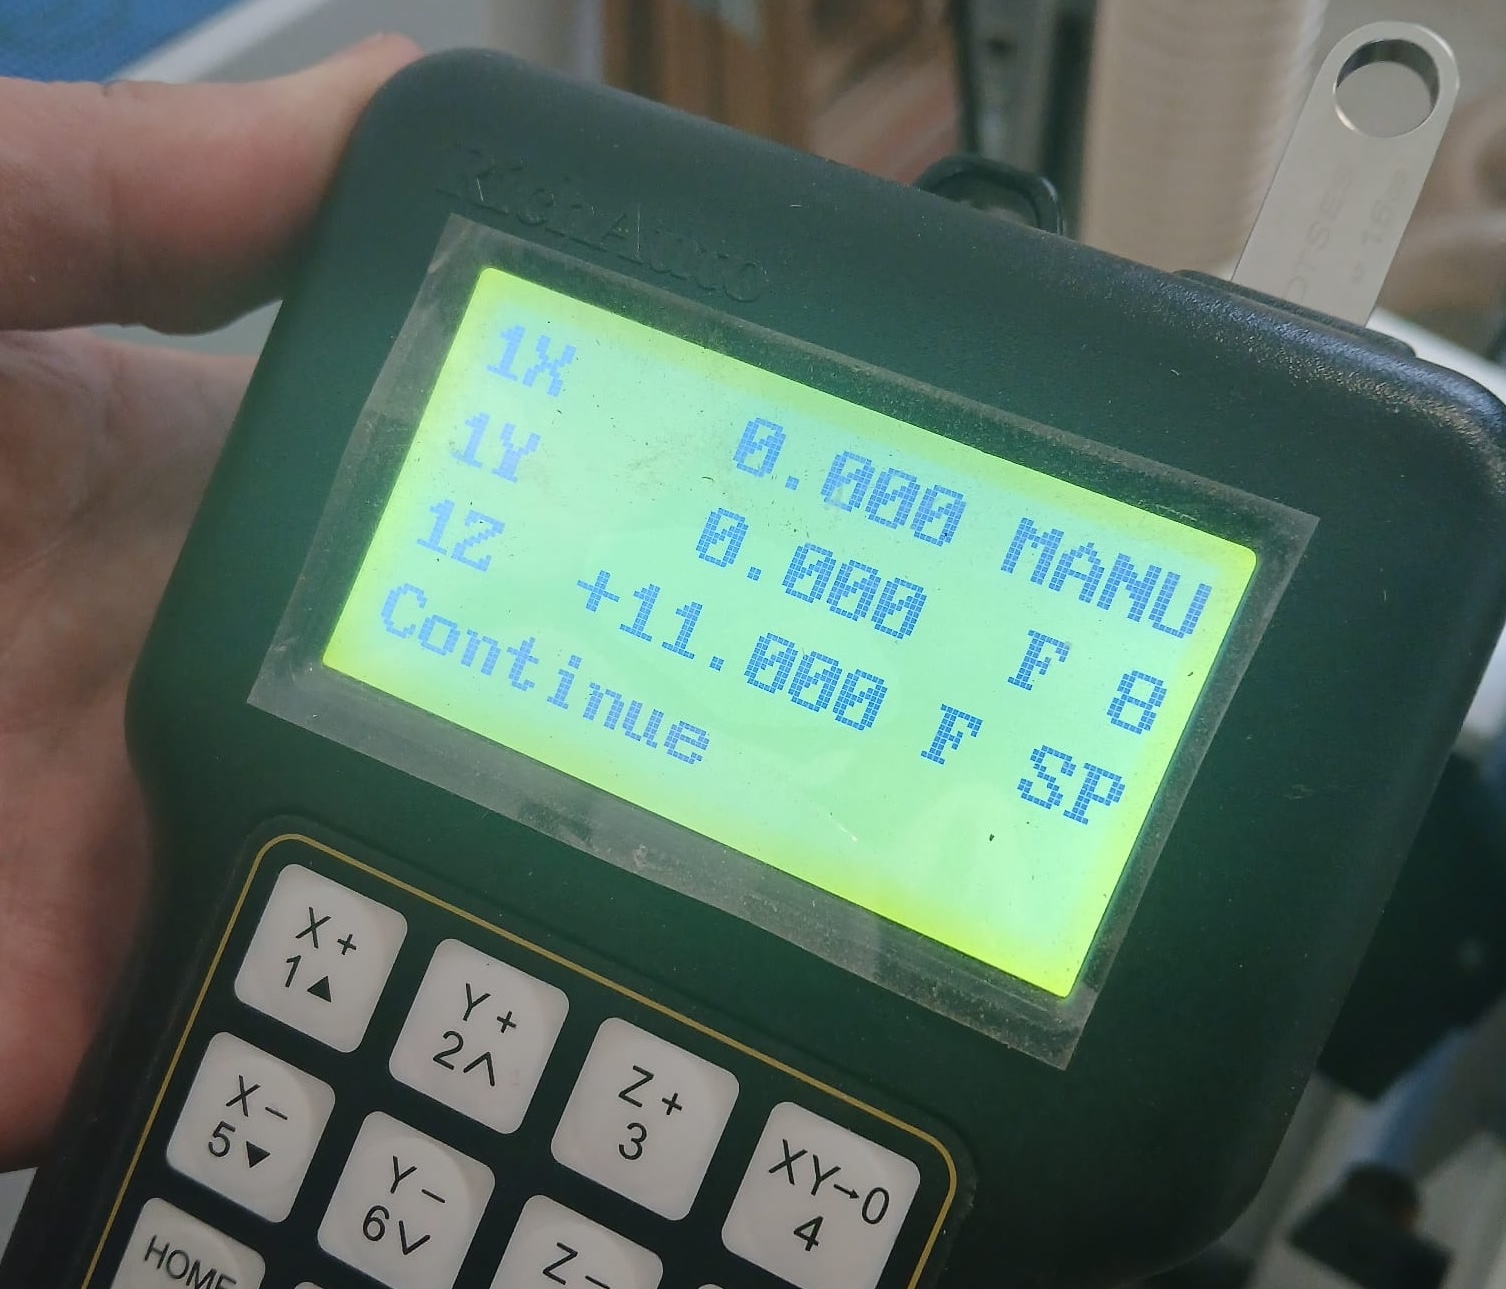 RichAuto
1X 0.000 MANU
1Y 0.000 F 8
1Z +11.000 F SP
Continue
X+ 1▲
Y+ 2∧
Z+ 3
XY→0 4
X− 5▼
Y− 6∨
Z−
HOME